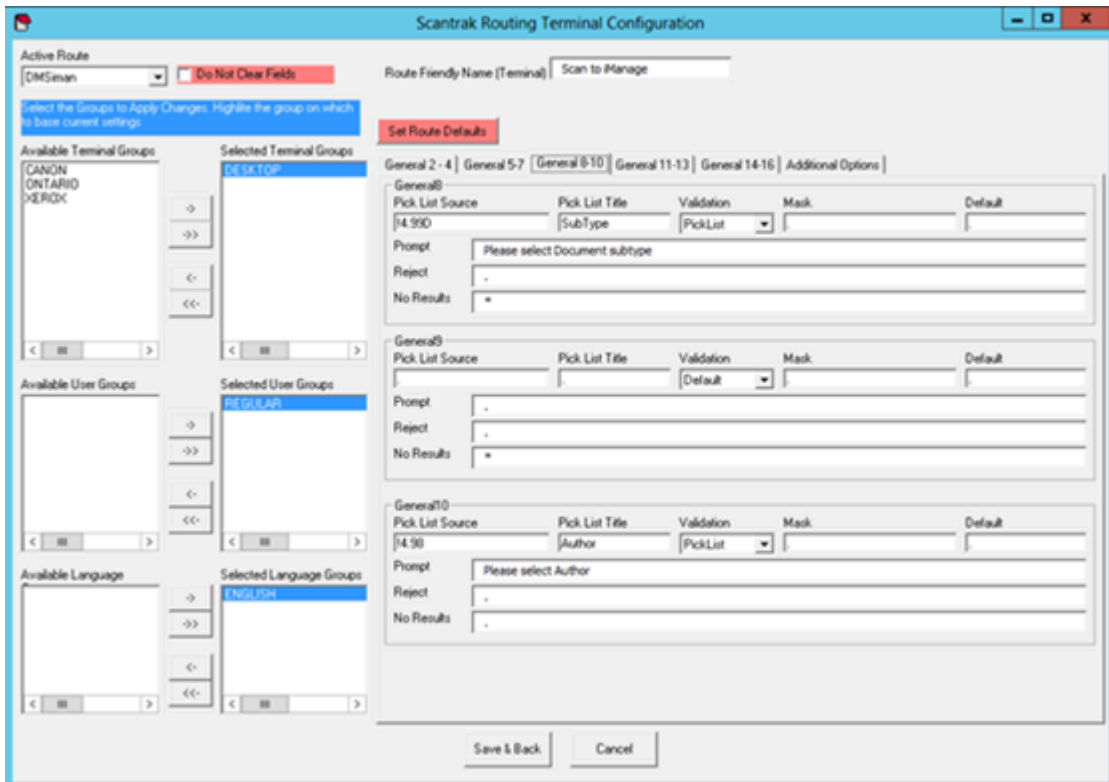 Scantrak Routing Terminal Configuration
Active Route
DMSiman
Do Not Clear Fields
Route Friendly Name (Terminal)
Scan to iManage
Select the Groups to Apply Changes. Highlite the group on which
to base current settings
Set Route Defaults
Available Terminal Groups
Selected Terminal Groups
CANON
ONTARIO
XEROX
DESKTOP
->
->>
<-
<<-
General 2 - 4
General 5-7
General 8-10
General 11-13
General 14-16
Additional Options
General8
Pick List Source
Pick List Title
Validation
Mask
Default
!4.99D
SubType
PickList
.
.
Prompt
Please select Document subtype
Reject
.
No Results
*
Available User Groups
Selected User Groups
REGULAR
->
->>
<-
<<-
General9
Pick List Source
Pick List Title
Validation
Mask
Default
.
.
Default
.
.
Prompt
.
Reject
.
No Results
*
General10
Pick List Source
Pick List Title
Validation
Mask
Default
!4.98
Author
PickList
.
.
Prompt
Please select Author
Reject
.
No Results
.
Available Language
Selected Language Groups
ENGLISH
->
->>
<-
<<-
Save & Back
Cancel